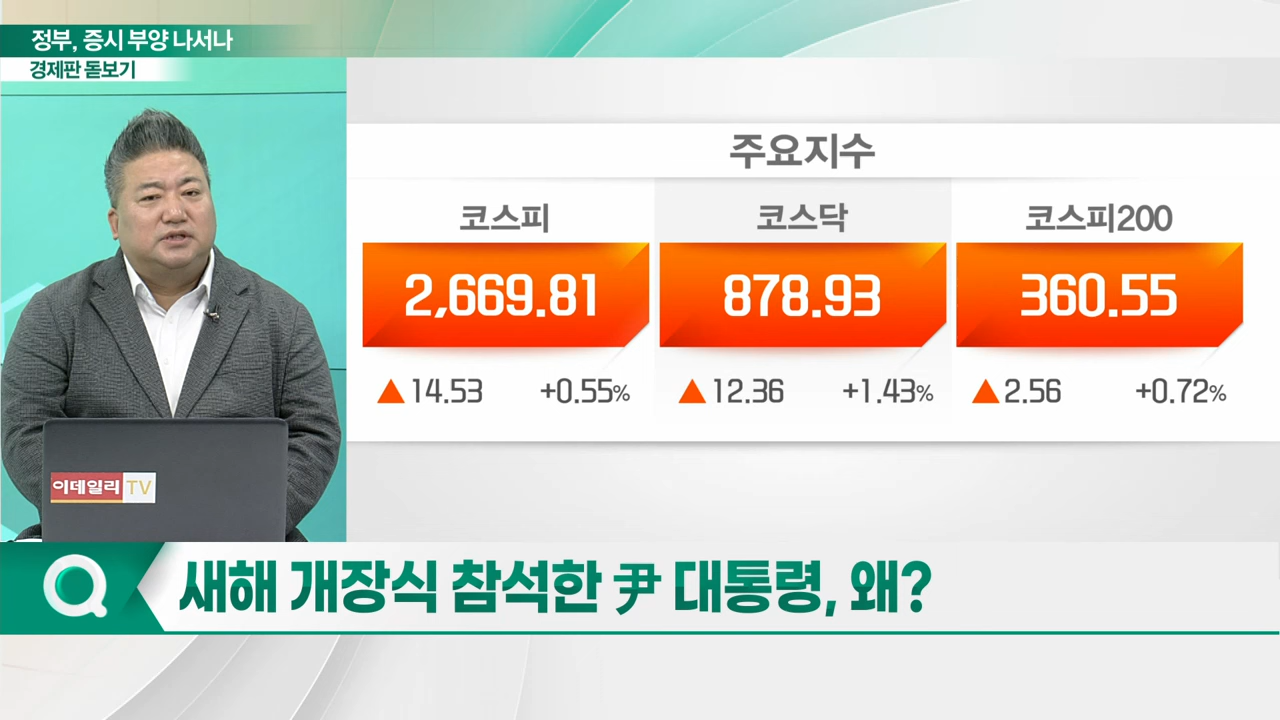 정부, 증시 부양 나서나
경제판 돋보기
주요지수
코스피
코스닥
코스피200
2,669.81
878.93
360.55
▲14.53 +0.55%
▲12.36 +1.43%
▲2.56 +0.72%
이데일리TV
새해 개장식 참석한 尹 대통령, 왜?